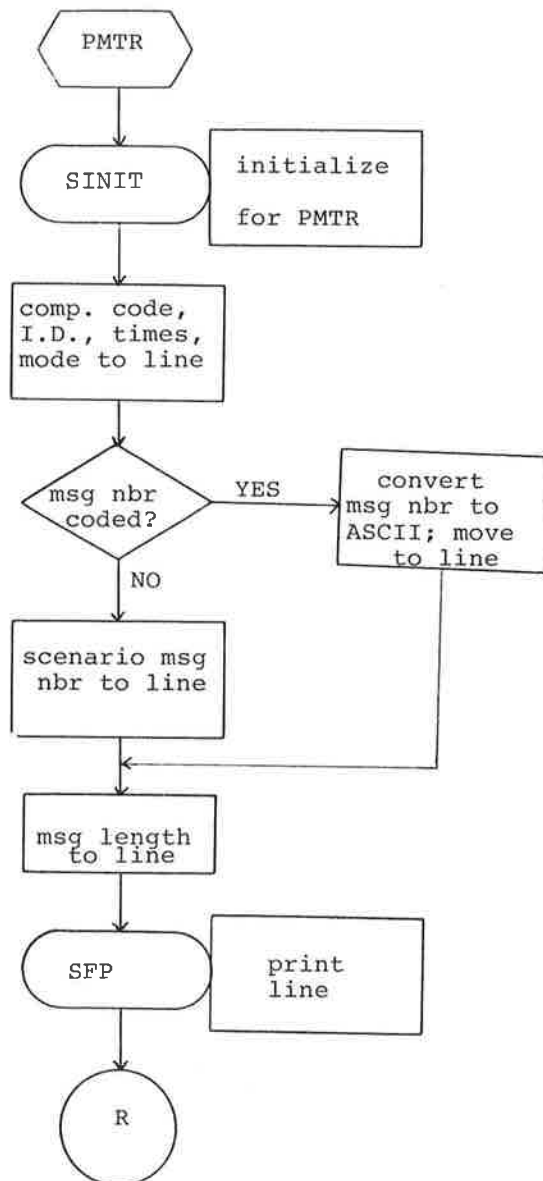 PMTR
SINIT
initialize
for PMTR
comp. code,
I.D., times,
mode to line
msg nbr
coded?
YES
convert
msg nbr to
ASCII; move
to line
NO
scenario msg
nbr to line
msg length
to line
SFP
print
line
R